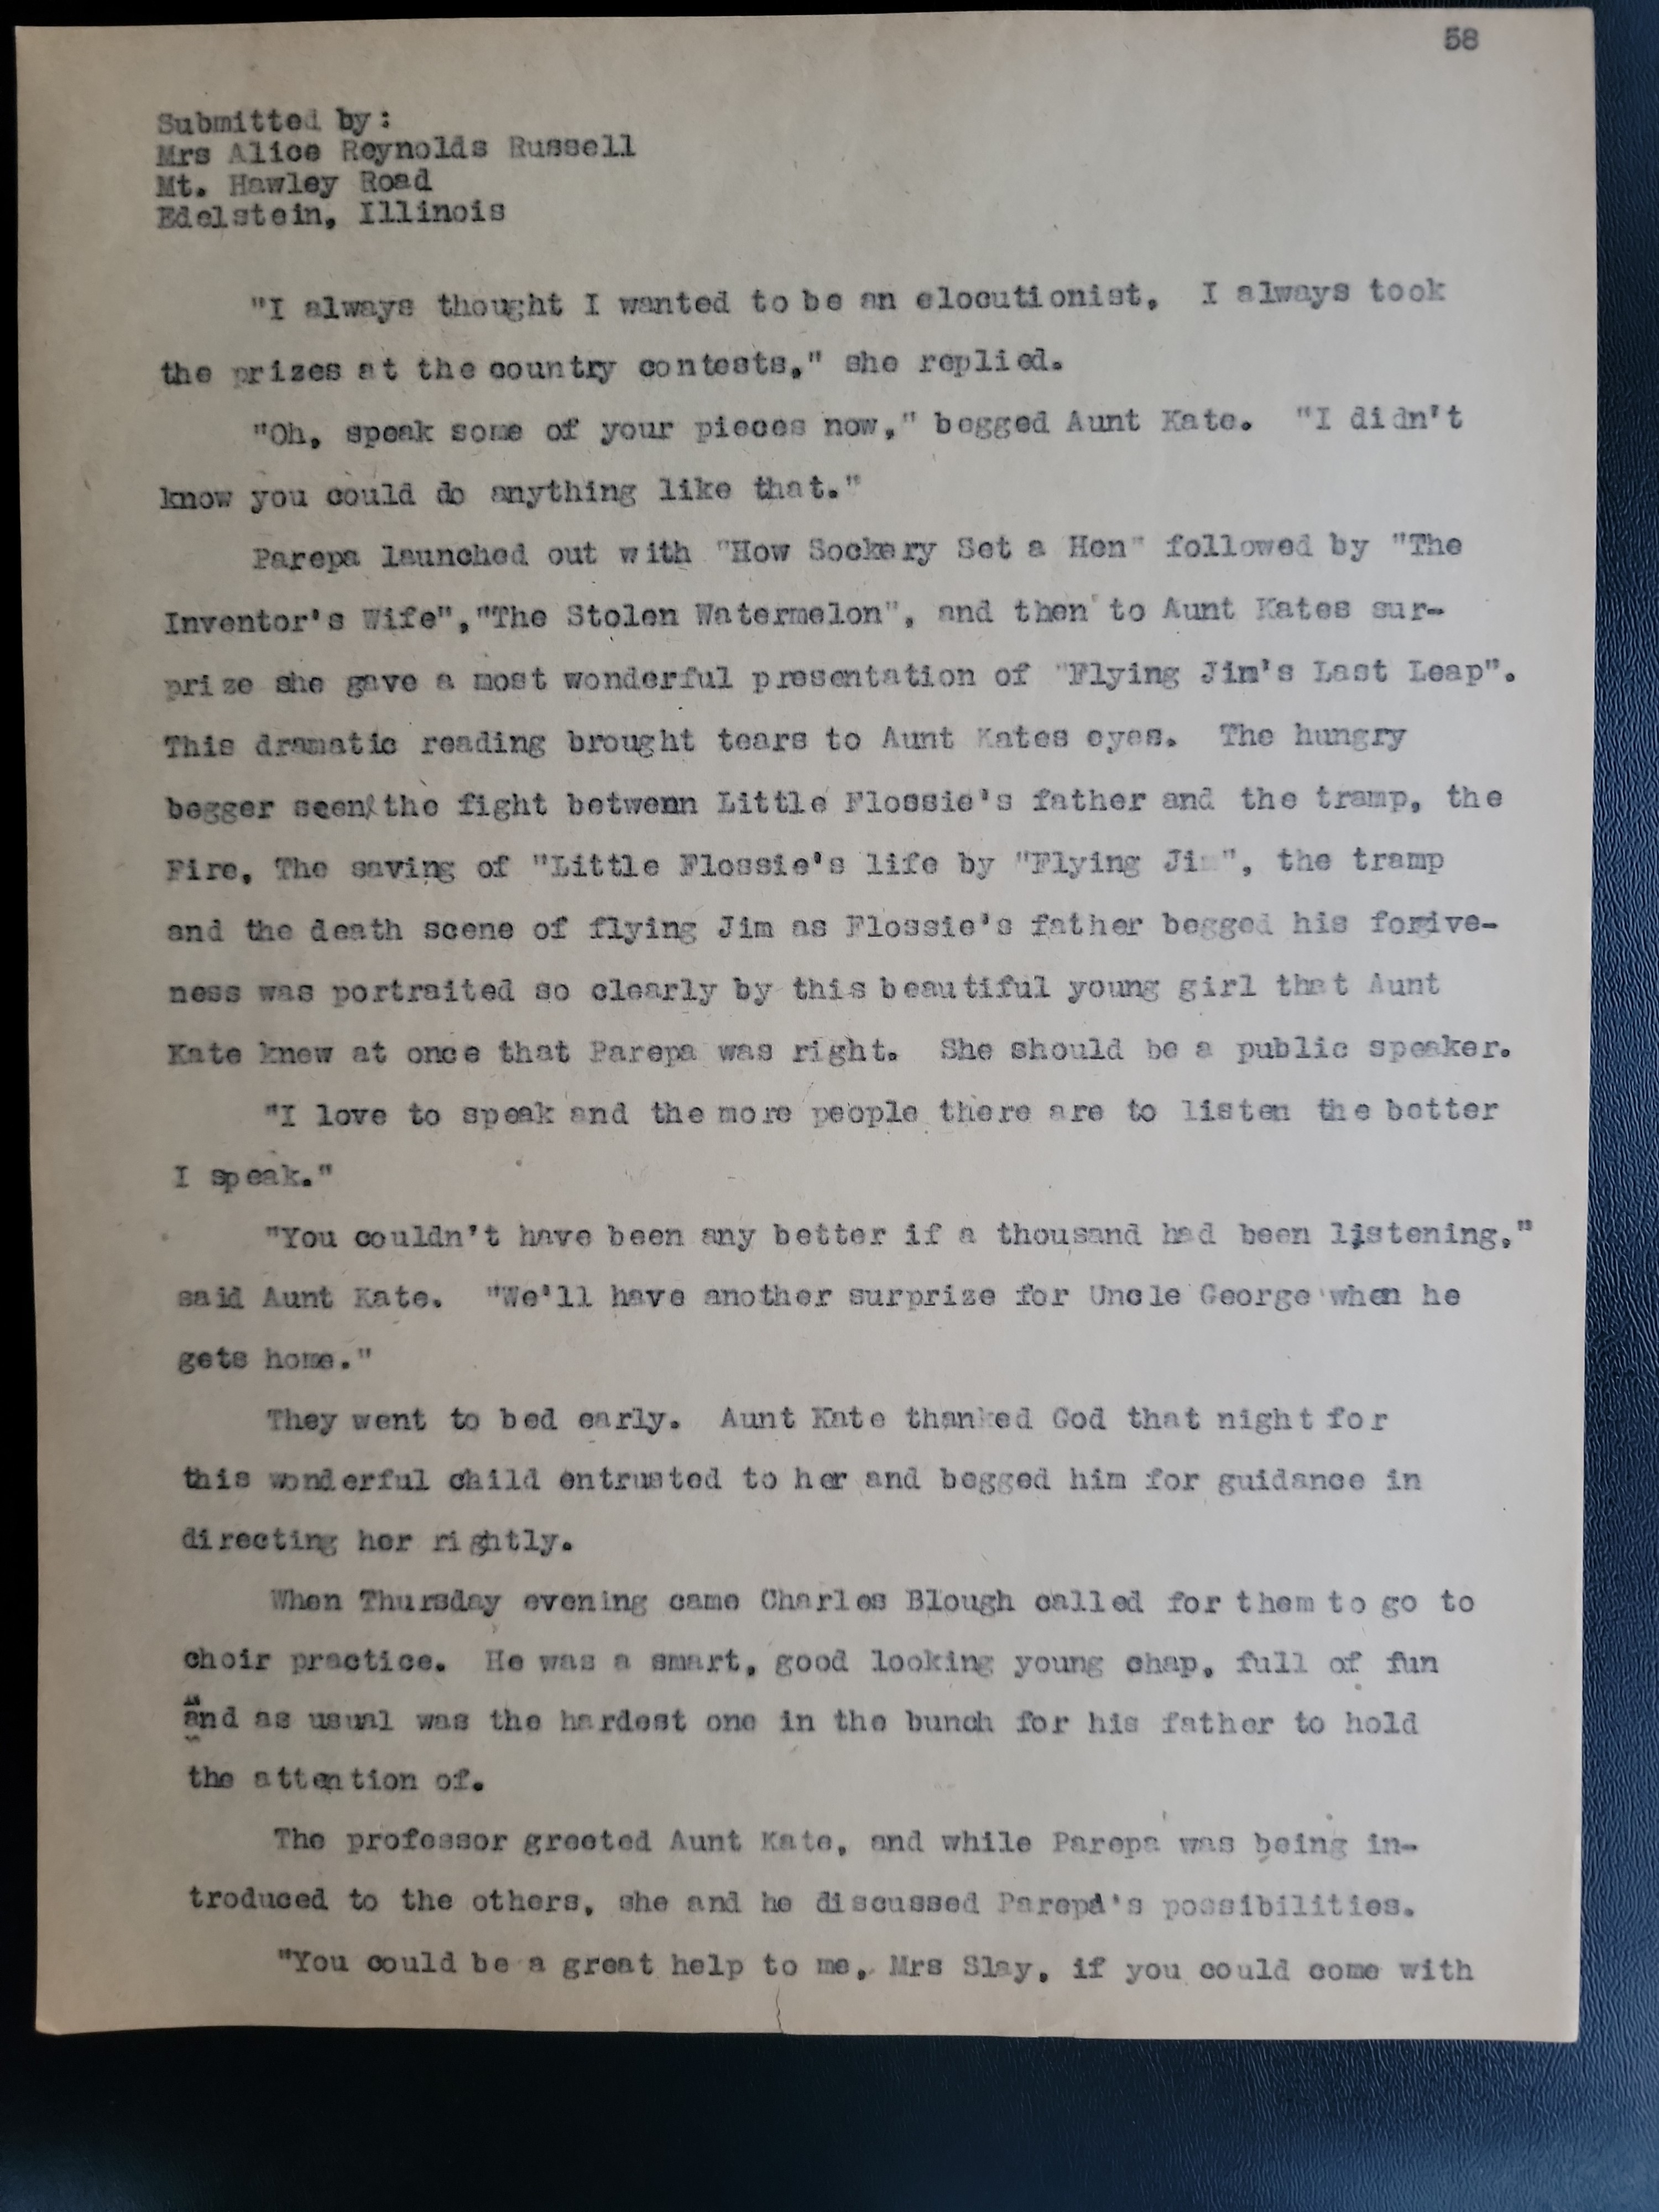 58
Submitted by:
Mrs Alice Reynolds Russell
Mt. Hawley Road
Edelstein, Illinois
"I always thought I wanted to be an elocutionist, I always took
the prizes at the country contests," she replied.
"Oh, speak some of your pieces now," begged Aunt Kate. "I didn't
know you could do anything like that."
Parepa launched out with "How Sockery Set a Hen" followed by "The
Inventor's Wife","The Stolen Watermelon", and then to Aunt Kates sur-
prize she gave a most wonderful presentation of "Flying Jim's Last Leap".
This dramatic reading brought tears to Aunt Kates eyes. The hungry
begger seen, the fight betwenn Little Flossie's father and the tramp, the
Fire, The saving of "Little Flossie's life by "Flying Jim", the tramp
and the death scene of flying Jim as Flossie's father begged his forgive-
ness was portraited so clearly by this beautiful young girl that Aunt
Kate knew at once that Parepa was right. She should be a public speaker.
"I love to speak and the more people there are to listen the better
I speak."
"You couldn't have been any better if a thousand had been listening,"
said Aunt Kate. "We'll have another surprize for Uncle George when he
gets home."
They went to bed early. Aunt Kate thanked God that night for
this wonderful child entrusted to her and begged him for guidance in
directing her rightly.
When Thursday evening came Charles Blough called for them to go to
choir practice. He was a smart, good looking young chap, full of fun
and as usual was the hardest one in the bunch for his father to hold
the attention of.
The professor greeted Aunt Kate, and while Parepa was being in-
troduced to the others, she and he discussed Parepa's possibilities.
"You could be a great help to me, Mrs Slay, if you could come with